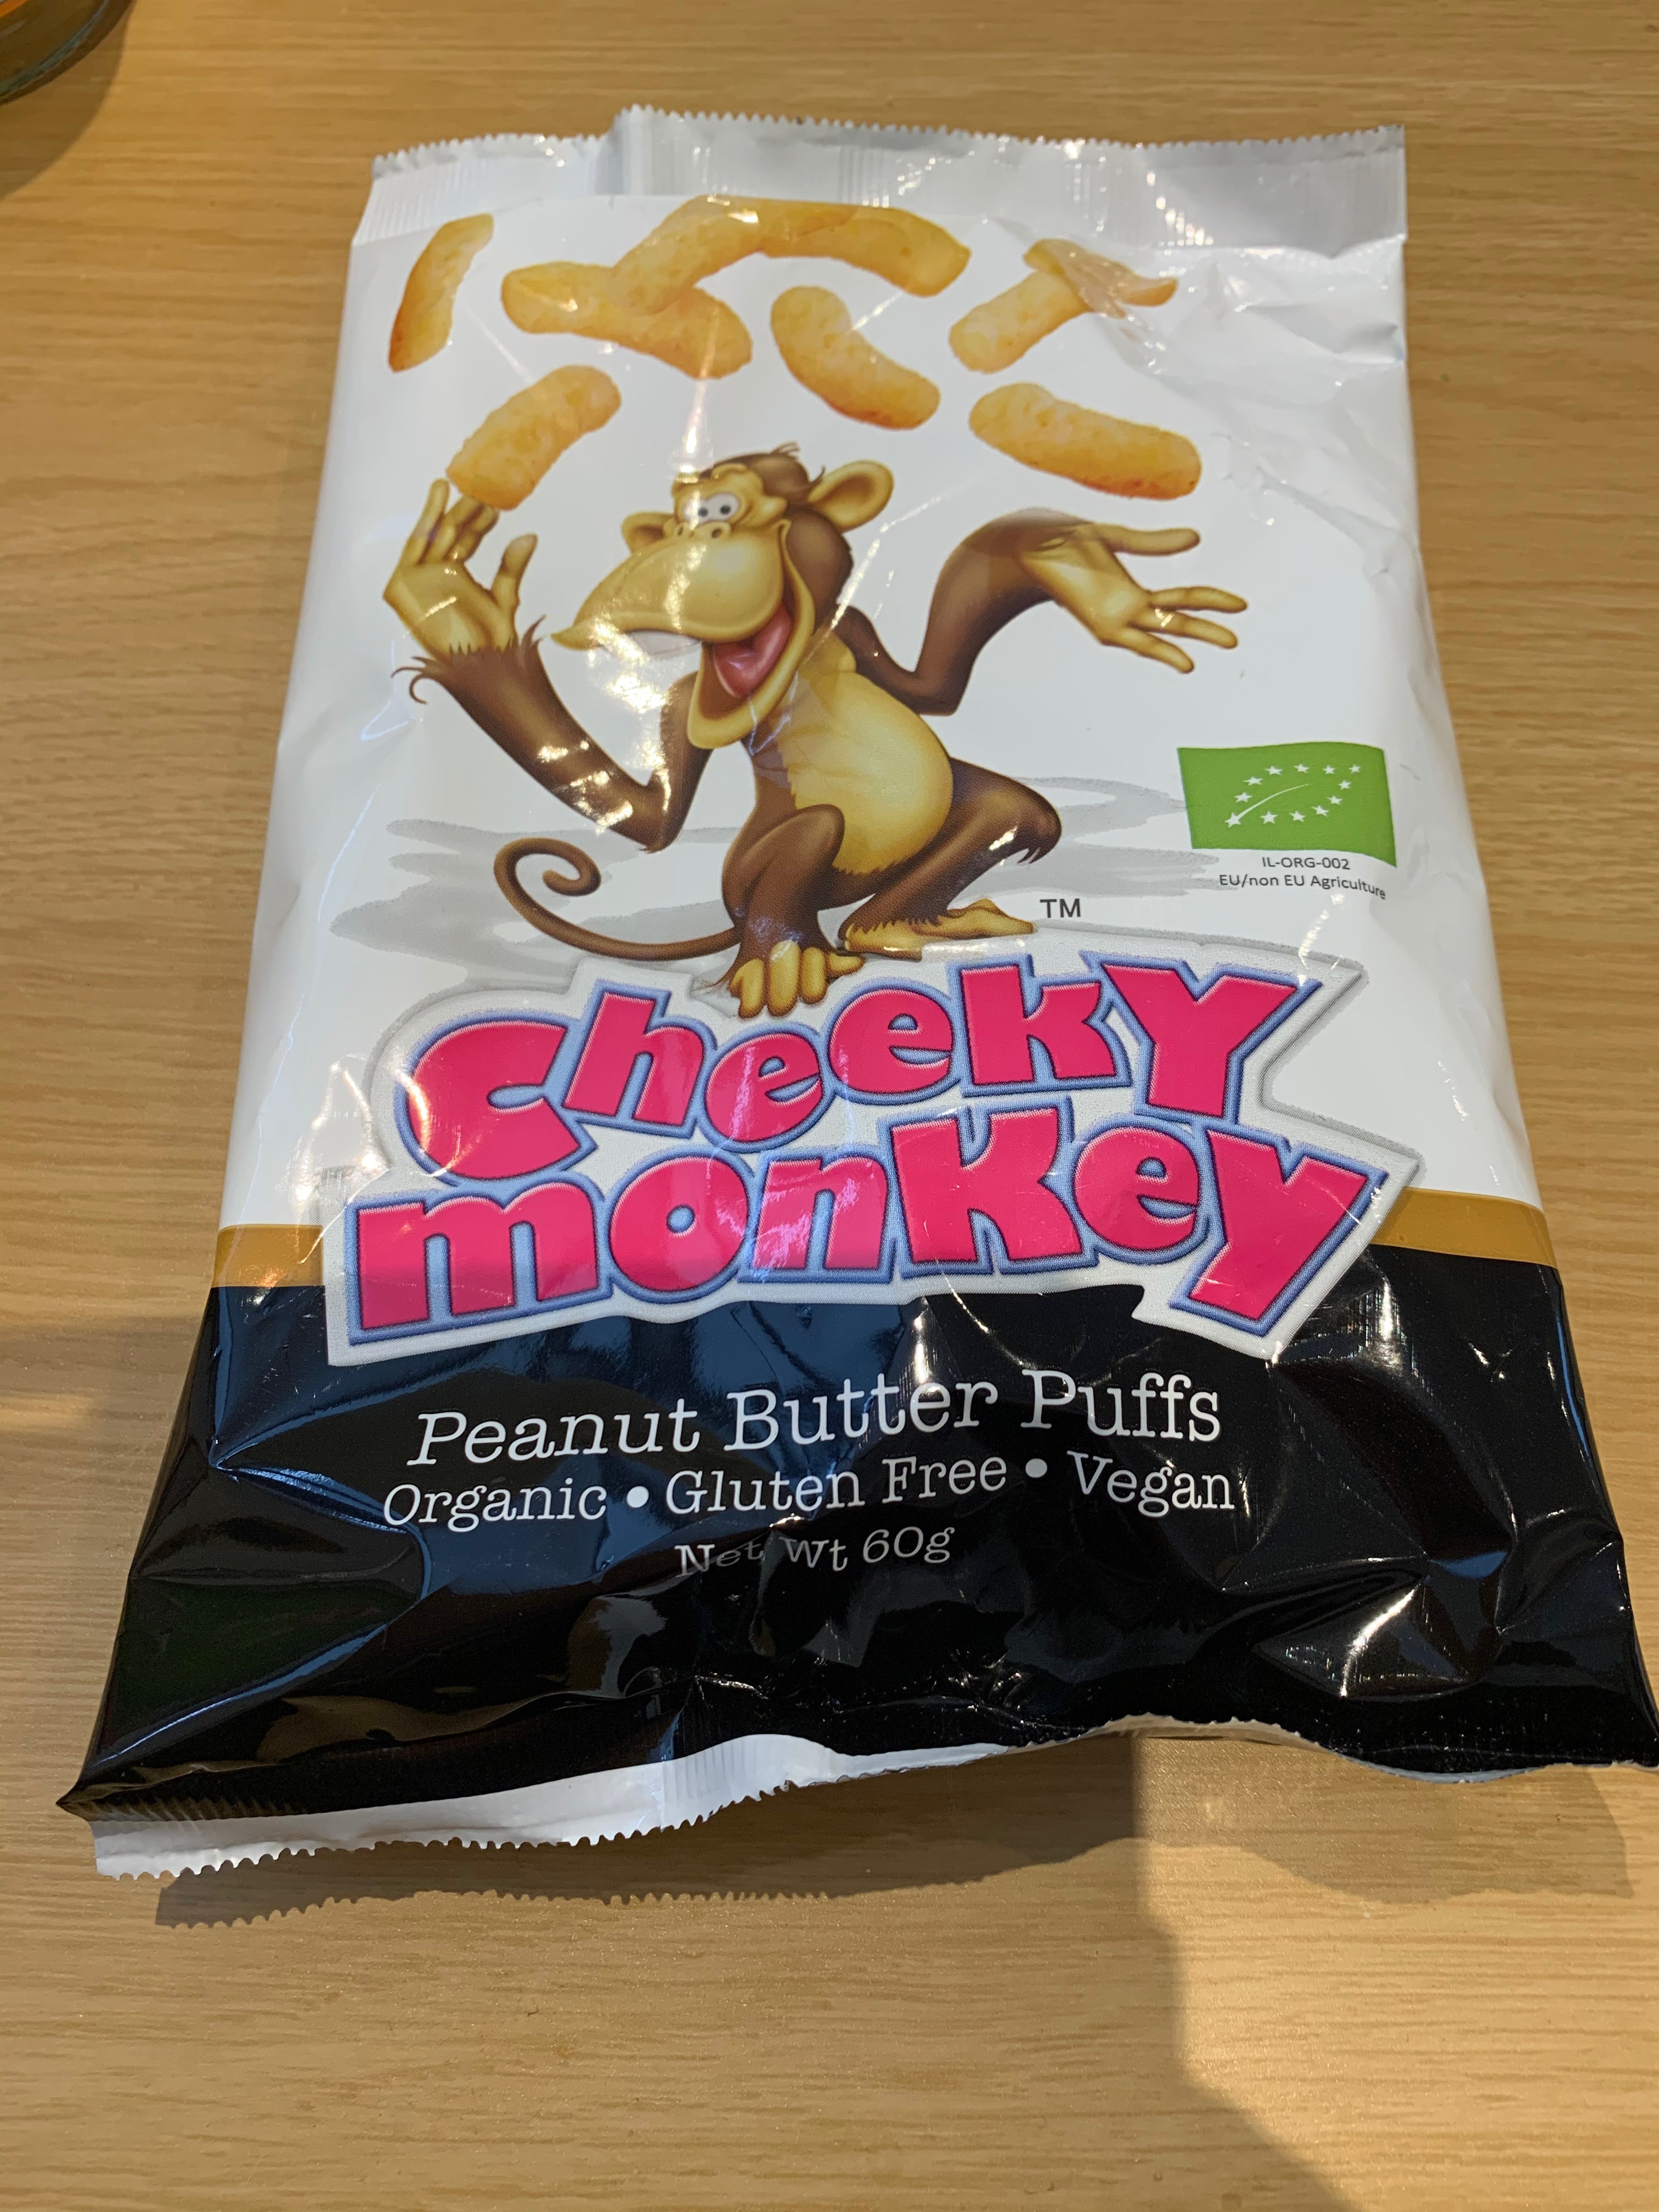 IL-ORG-002
EU/non EU Agriculture
TM
Cheeky
monkey
Peanut Butter Puffs
Organic • Gluten Free • Vegan
Net Wt 60g